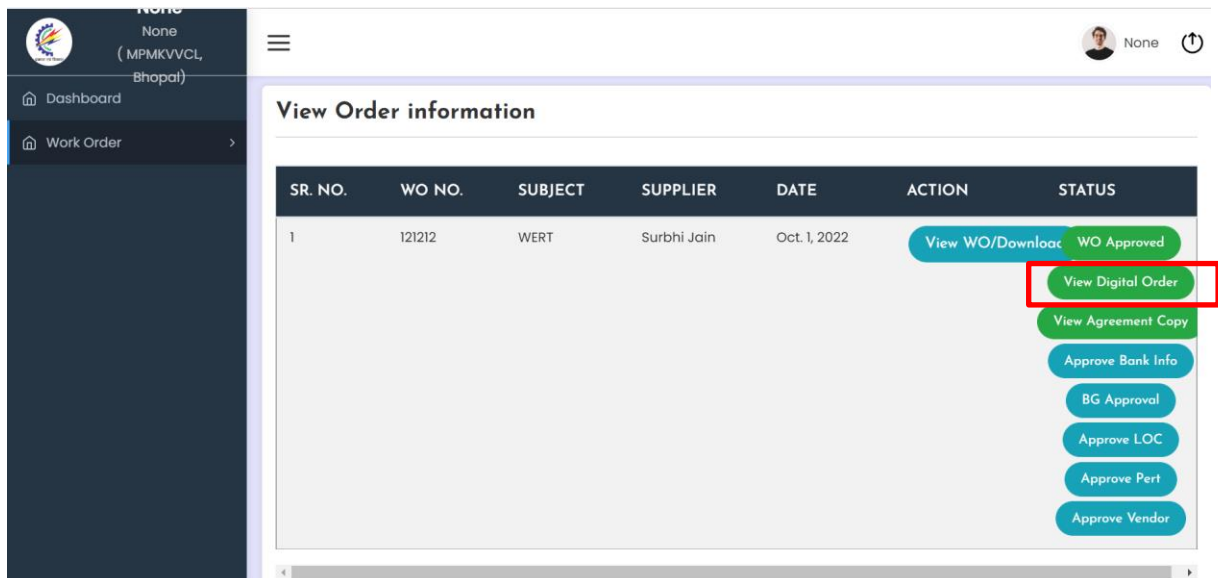 None
None
( MPMKVVCL,
Bhopal)
None
Dashboard
Work Order
View Order information
SR. NO. WO NO. SUBJECT SUPPLIER DATE ACTION STATUS
1 121212 WERT Surbhi Jain Oct. 1, 2022 View WO/Download WO Approved
View Digital Order
View Agreement Copy
Approve Bank Info
BG Approval
Approve LOC
Approve Pert
Approve Vendor